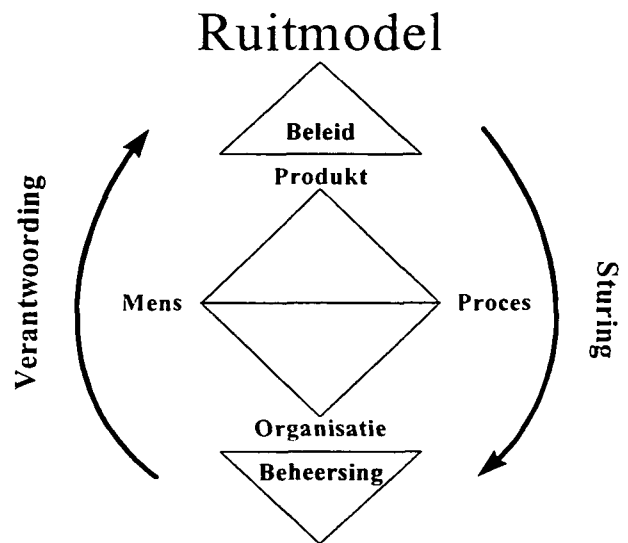 Ruitmodel
Beleid
Produkt
Verantwoording
Mens
Proces
Sturing
Organisatie
Beheersing